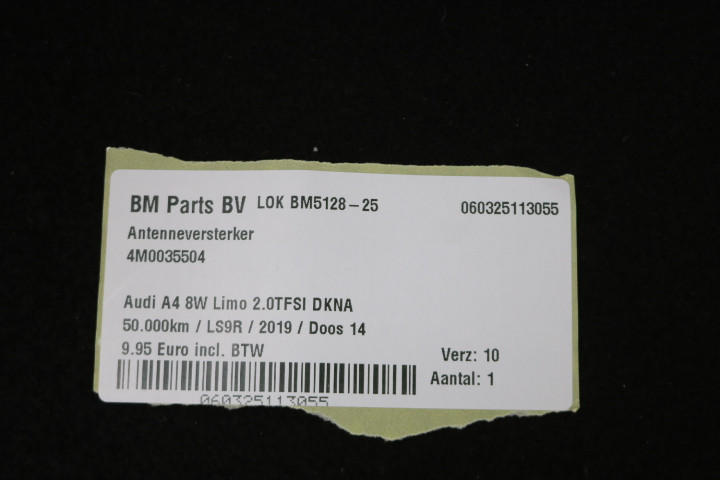 BM Parts BV LOK BM5128-25 060325113055
Antenneversterker
4M0035504
Audi A4 8W Limo 2.0TFSI DKNA
50.000km / LS9R / 2019 / Doos 14
9.95 Euro incl. BTW Verz: 10
Aantal: 1
060325113055